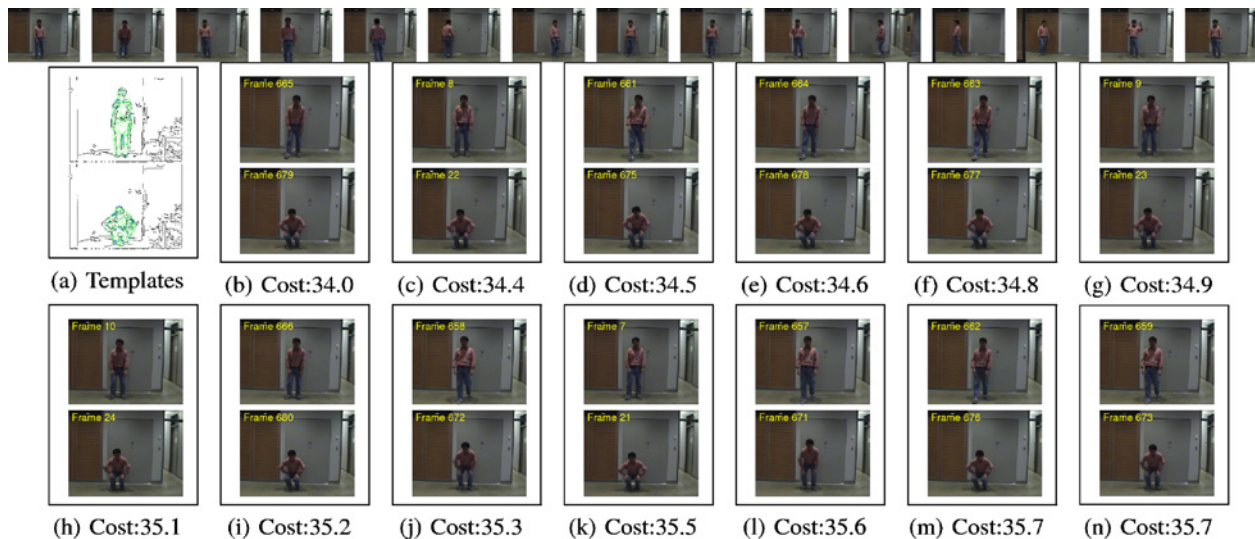 Frame 665
Frame 8
Frame 661
Frame 664
Frame 663
Frame 9
Frame 679
Frame 22
Frame 675
Frame 678
Frame 677
Frame 23
(a) Templates
(b) Cost:34.0
(c) Cost:34.4
(d) Cost:34.5
(e) Cost:34.6
(f) Cost:34.8
(g) Cost:34.9
Frame 10
Frame 666
Frame 658
Frame 7
Frame 657
Frame 662
Frame 659
Frame 24
Frame 680
Frame 672
Frame 21
Frame 671
Frame 676
Frame 673
(h) Cost:35.1
(i) Cost:35.2
(j) Cost:35.3
(k) Cost:35.5
(l) Cost:35.6
(m) Cost:35.7
(n) Cost:35.7